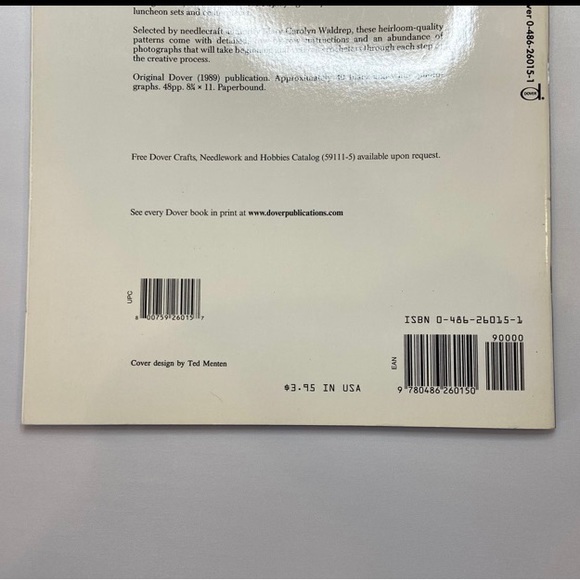 luncheon sets and
Selected by needlecraft Carolyn Waldrep, these heirloom-quality
patterns come with instructions and an abundance of
photographs that will take through each step of
the creative process.
Original Dover (1989) publication.
graphs. 48pp. 8¼ × 11. Paperbound.
Free Dover Crafts, Needlework and Hobbies Catalog (59111-5) available upon request.
See every Dover book in print at www.doverpublications.com
UPC
8 00759 26015 7
Cover design by Ted Menten
$3.95 IN USA
ISBN 0-486-26015-1
90000
EAN
9 780486 260150
0-486-26015-1
DOVER